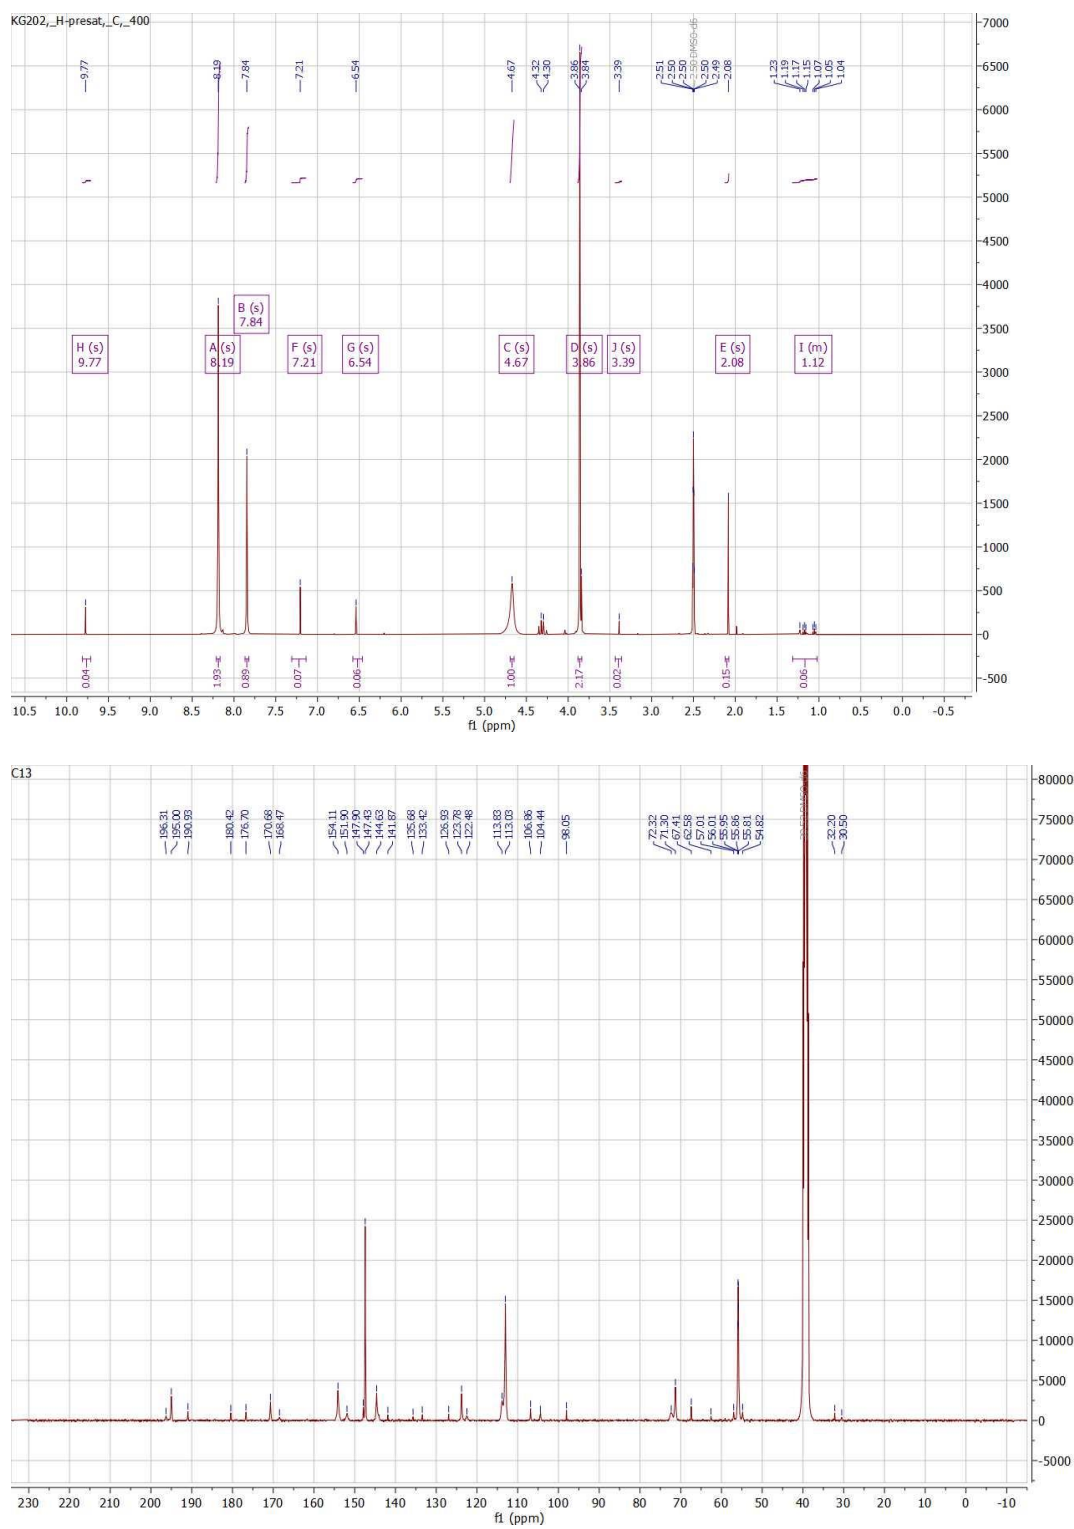 KG202,_H-presat,_C,_400
9.77 8.19 7.84 7.21 6.54 4.67 4.32 4.30 3.86 3.84 3.39 2.51 2.50 2.50 2.50 DMSO-d6 2.50 2.49 2.08 1.23 1.19 1.17 1.15 1.07 1.05 1.04
7000
6500
6000
5500
5000
4500
4000
3500
3000
2500
2000
1500
1000
500
0
-500
B (s)
7.84
H (s) A (s) F (s) G (s) C (s) D (s) J (s) E (s) I (m)
9.77 8.19 7.21 6.54 4.67 3.86 3.39 2.08 1.12
0.04 1.93 0.89 0.07 0.06 1.00 2.17 0.02 0.15 0.06
10.5 10.0 9.5 9.0 8.5 8.0 7.5 7.0 6.5 6.0 5.5 5.0 4.5 4.0 3.5 3.0 2.5 2.0 1.5 1.0 0.5 0.0 -0.5
f1 (ppm)
C13
196.31 195.00 190.93 180.42 176.70 170.68 168.47 154.11 151.90 147.90 147.43 144.63 141.87 135.68 133.42 126.93 123.78 122.48 113.83 113.03 106.86 104.44 98.05 72.32 71.30 67.41 62.58 57.01 56.01 55.95 55.86 55.81 54.82 32.20 30.50
80000
75000
70000
65000
60000
55000
50000
45000
40000
35000
30000
25000
20000
15000
10000
5000
0
-5000
230 220 210 200 190 180 170 160 150 140 130 120 110 100 90 80 70 60 50 40 30 20 10 0 -10
f1 (ppm)